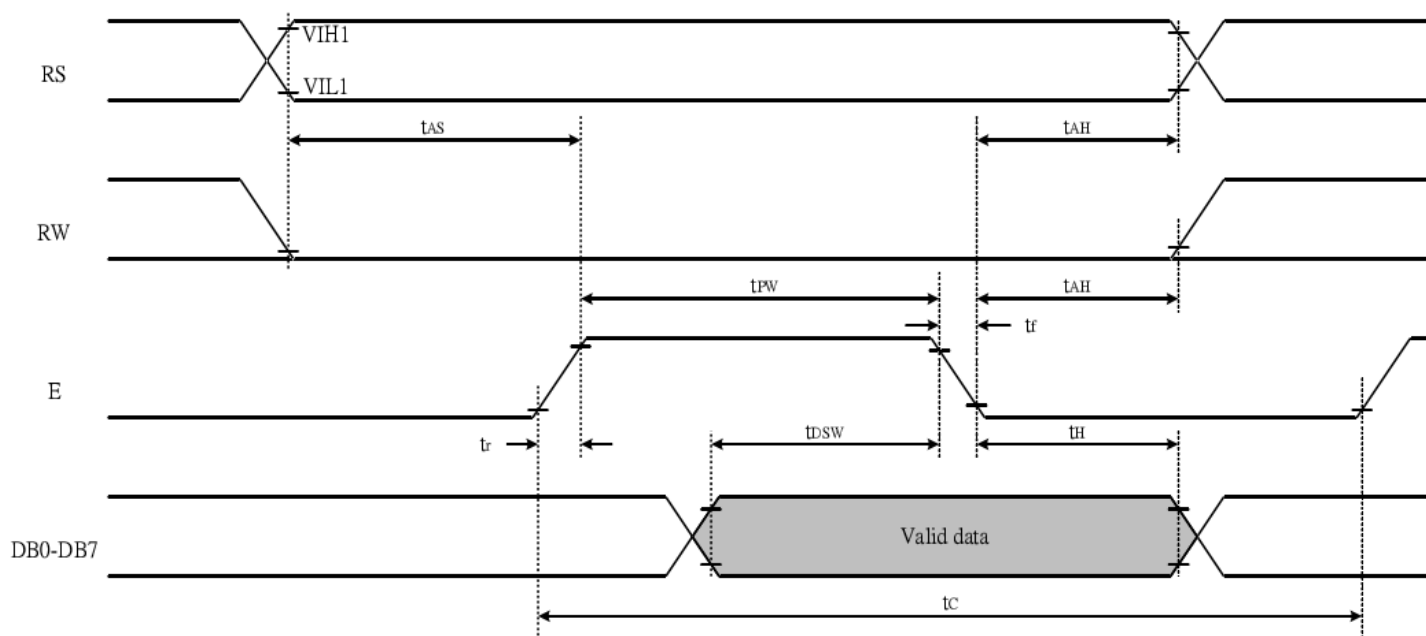 VIH1
RS
VIL1
tAS
tAH
RW
tPW
tAH
tf
E
tr
tDSW
tH
Valid data
DB0-DB7
tC